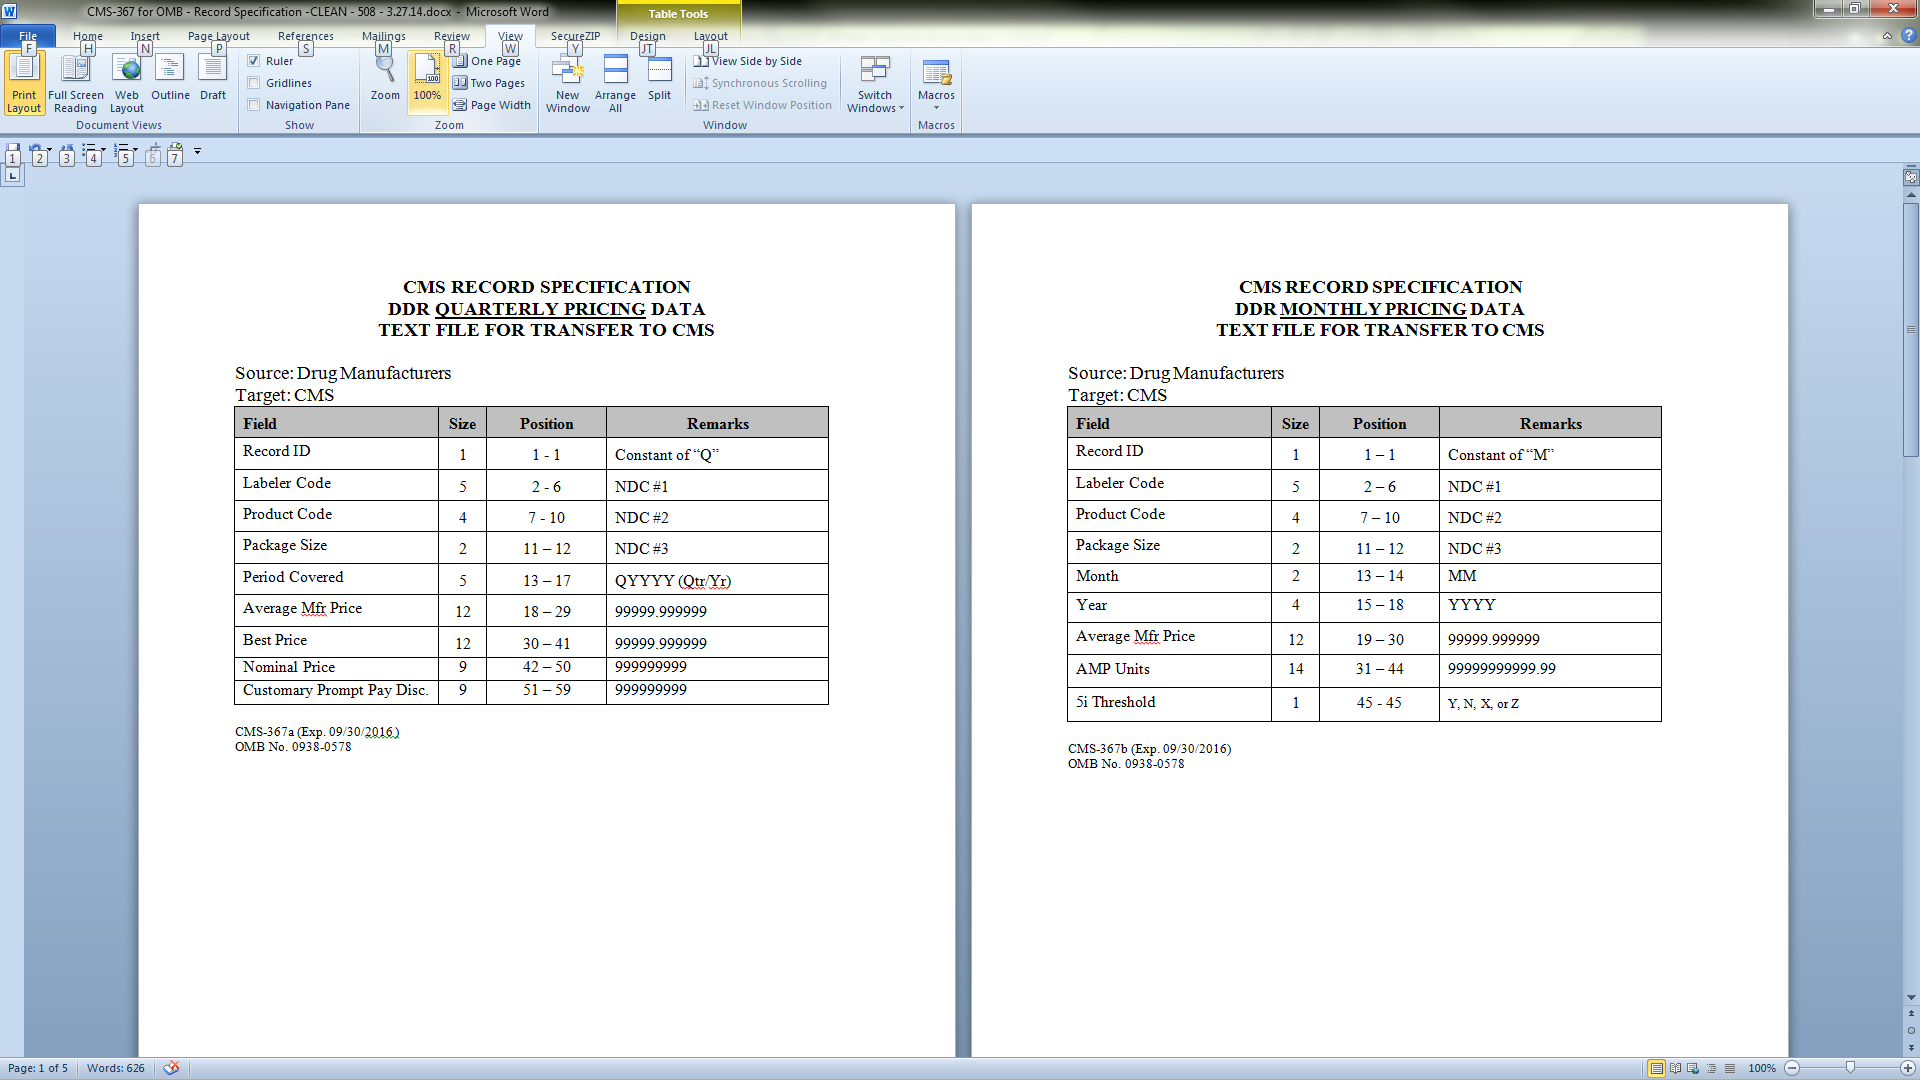 CMS-367 for OMB - Record Specification -CLEAN - 508 - 3.27.14.docx - Microsoft Word
Table Tools
File Home Insert Page Layout References Mailings Review View SecureZIP Design Layout
F H N P S M R W Y JT JL
Print Layout
Full Screen Reading
Web Layout
Outline
Draft
Document Views
Ruler
Gridlines
Navigation Pane
Show
Zoom
100%
One Page
Two Pages
Page Width
Zoom
New Window
Arrange All
Split
View Side by Side
Synchronous Scrolling
Reset Window Position
Window
Switch Windows
Macros
Macros
1 2 3 4 5 6 7
CMS RECORD SPECIFICATION
DDR QUARTERLY PRICING DATA
TEXT FILE FOR TRANSFER TO CMS
Source: Drug Manufacturers
Target: CMS
Field Size Position Remarks
Record ID 1 1 - 1 Constant of “Q”
Labeler Code 5 2 - 6 NDC #1
Product Code 4 7 - 10 NDC #2
Package Size 2 11 – 12 NDC #3
Period Covered 5 13 – 17 QYYYY (Qtr/Yr)
Average Mfr Price 12 18 – 29 99999.999999
Best Price 12 30 – 41 99999.999999
Nominal Price 9 42 – 50 999999999
Customary Prompt Pay Disc. 9 51 – 59 999999999
CMS-367a (Exp. 09/30/2016)
OMB No. 0938-0578
CMS RECORD SPECIFICATION
DDR MONTHLY PRICING DATA
TEXT FILE FOR TRANSFER TO CMS
Source: Drug Manufacturers
Target: CMS
Field Size Position Remarks
Record ID 1 1 – 1 Constant of “M”
Labeler Code 5 2 – 6 NDC #1
Product Code 4 7 – 10 NDC #2
Package Size 2 11 – 12 NDC #3
Month 2 13 – 14 MM
Year 4 15 – 18 YYYY
Average Mfr Price 12 19 – 30 99999.999999
AMP Units 14 31 – 44 99999999999.99
5i Threshold 1 45 - 45 Y, N, X, or Z
CMS-367b (Exp. 09/30/2016)
OMB No. 0938-0578
Page: 1 of 5 Words: 626 100%